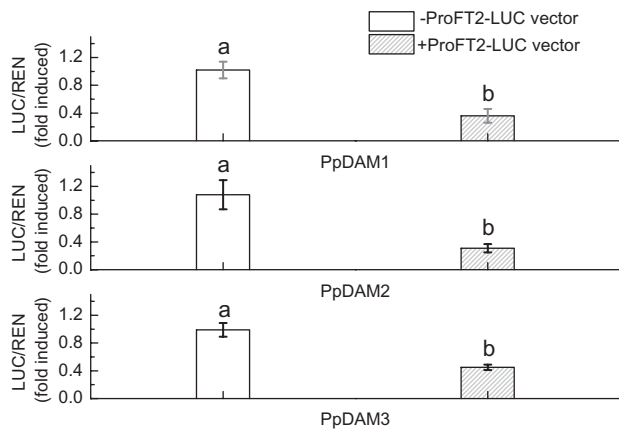 -ProFT2-LUC vector
+ProFT2-LUC vector
LUC/REN
(fold induced)
1.2
0.8
0.4
0.0
a
b
PpDAM1
LUC/REN
(fold induced)
1.2
0.8
0.4
0.0
a
b
PpDAM2
LUC/REN
(fold induced)
1.2
0.8
0.4
0.0
a
b
PpDAM3